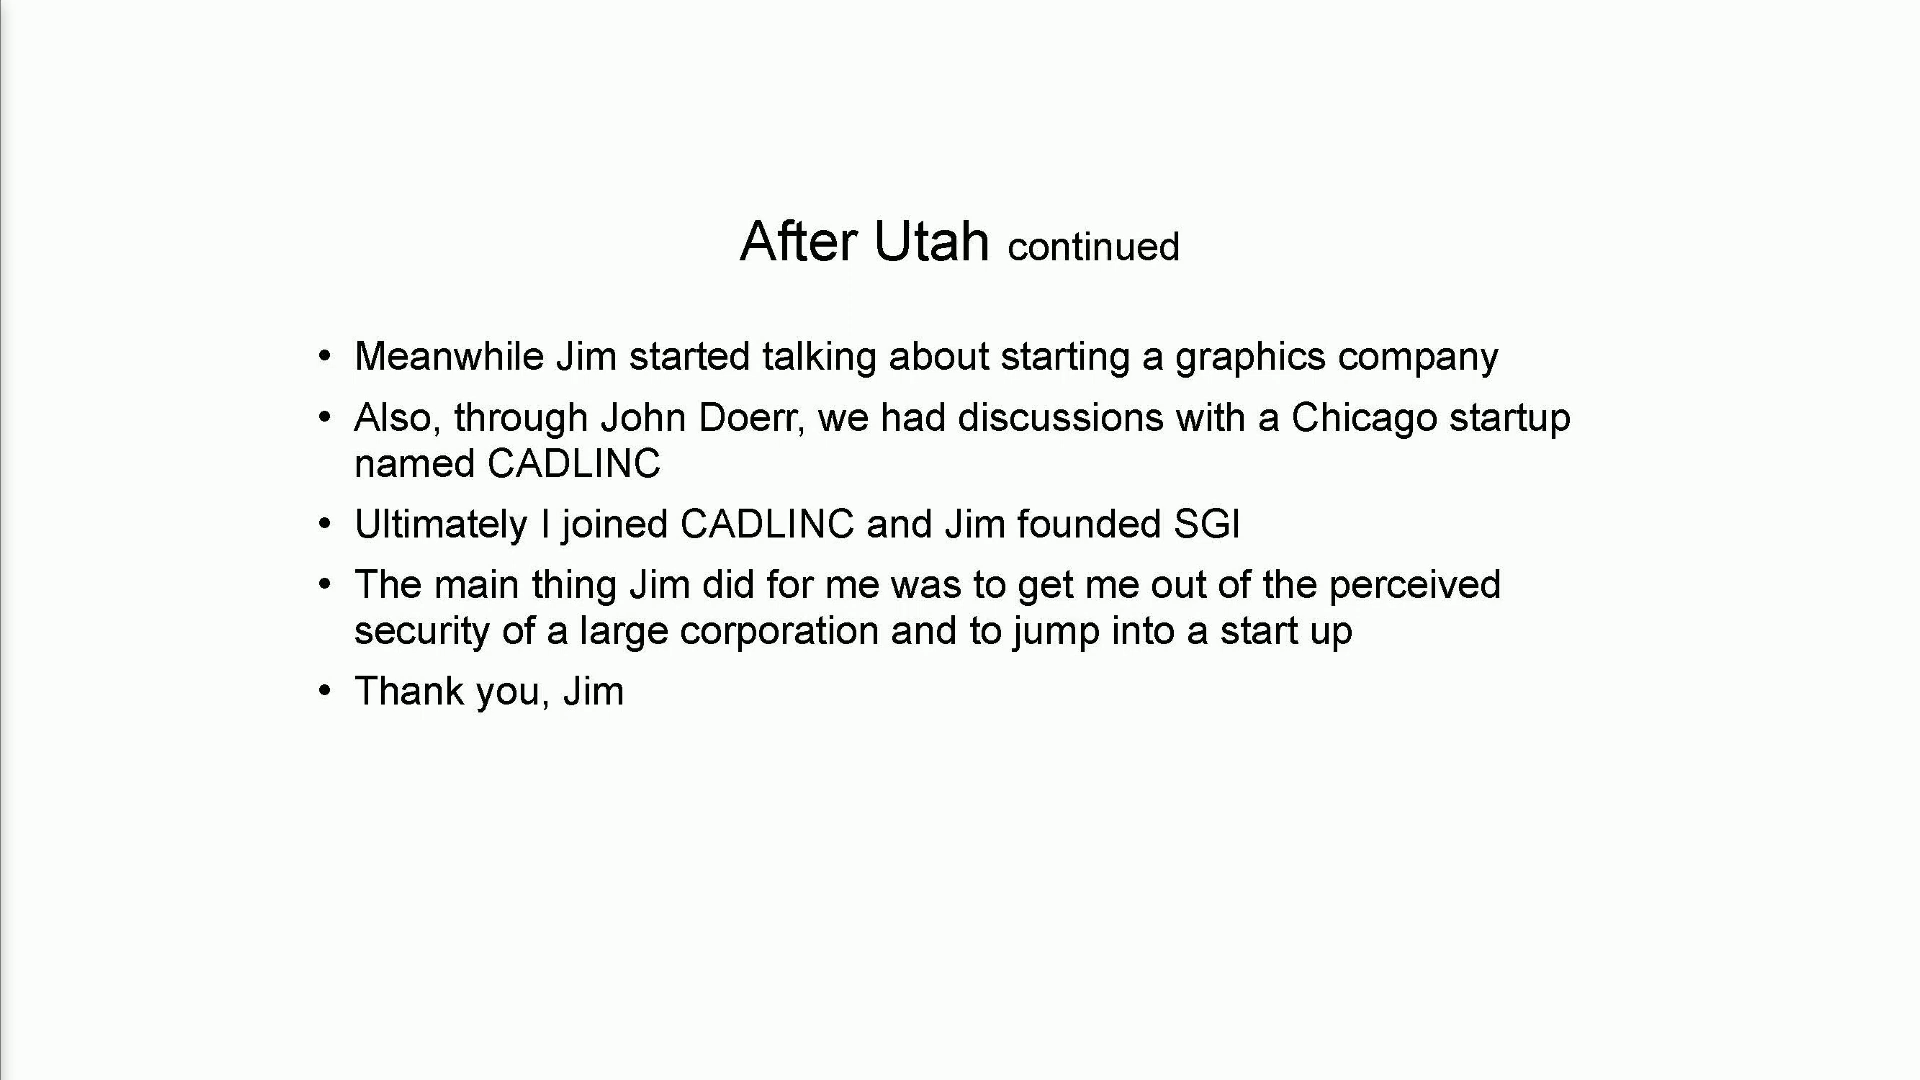 After Utah continued
• Meanwhile Jim started talking about starting a graphics company
• Also, through John Doerr, we had discussions with a Chicago startup
named CADLINC
• Ultimately I joined CADLINC and Jim founded SGI
• The main thing Jim did for me was to get me out of the perceived
security of a large corporation and to jump into a start up
• Thank you, Jim